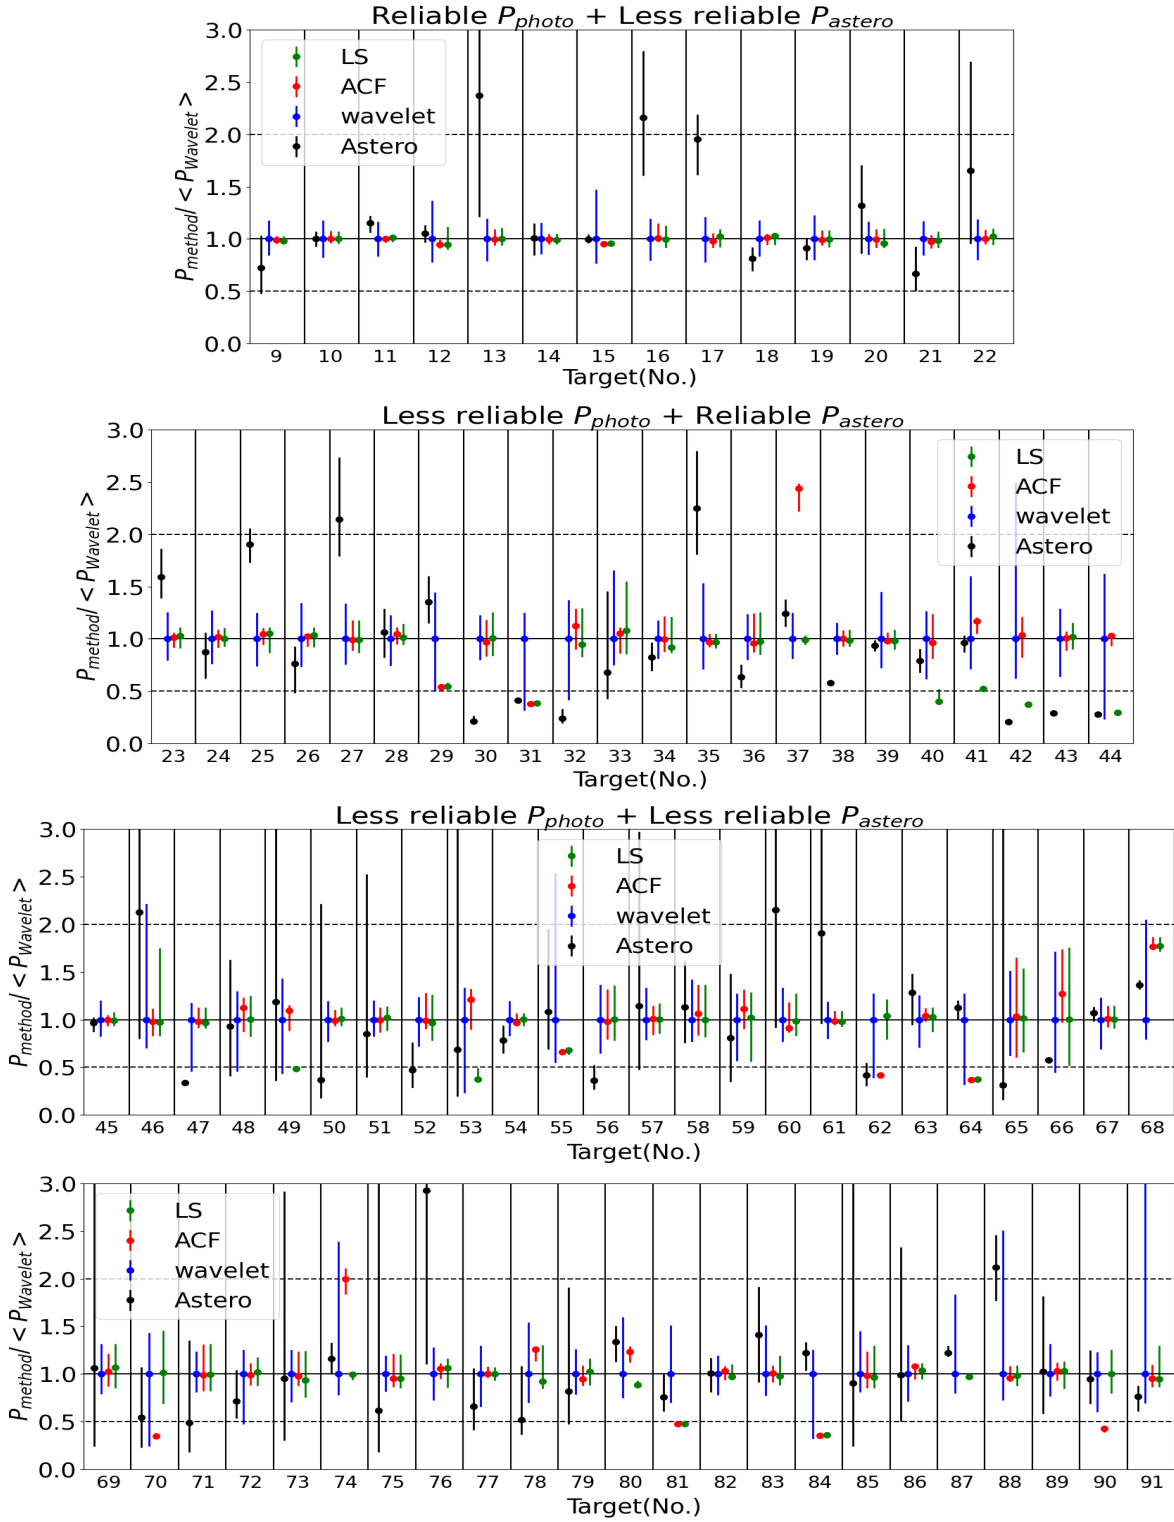 Reliable P_photo + Less reliable P_astero
3.0
2.5
2.0
1.5
1.0
0.5
0.0
P_method/ < P_Wavelet >
LS
ACF
wavelet
Astero
9 10 11 12 13 14 15 16 17 18 19 20 21 22
Target(No.)
Less reliable P_photo + Reliable P_astero
3.0
2.5
2.0
1.5
1.0
0.5
0.0
P_method/ < P_Wavelet >
LS
ACF
wavelet
Astero
23 24 25 26 27 28 29 30 31 32 33 34 35 36 37 38 39 40 41 42 43 44
Target(No.)
Less reliable P_photo + Less reliable P_astero
3.0
2.5
2.0
1.5
1.0
0.5
0.0
P_method/ < P_Wavelet >
LS
ACF
wavelet
Astero
45 46 47 48 49 50 51 52 53 54 55 56 57 58 59 60 61 62 63 64 65 66 67 68
Target(No.)
3.0
2.5
2.0
1.5
1.0
0.5
0.0
P_method/ < P_Wavelet >
LS
ACF
wavelet
Astero
69 70 71 72 73 74 75 76 77 78 79 80 81 82 83 84 85 86 87 88 89 90 91
Target(No.)